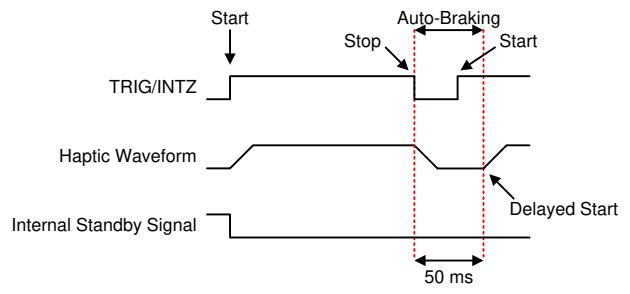 Start
Auto-Braking
Stop
Start
TRIG/INTZ
Haptic Waveform
Delayed Start
Internal Standby Signal
50 ms